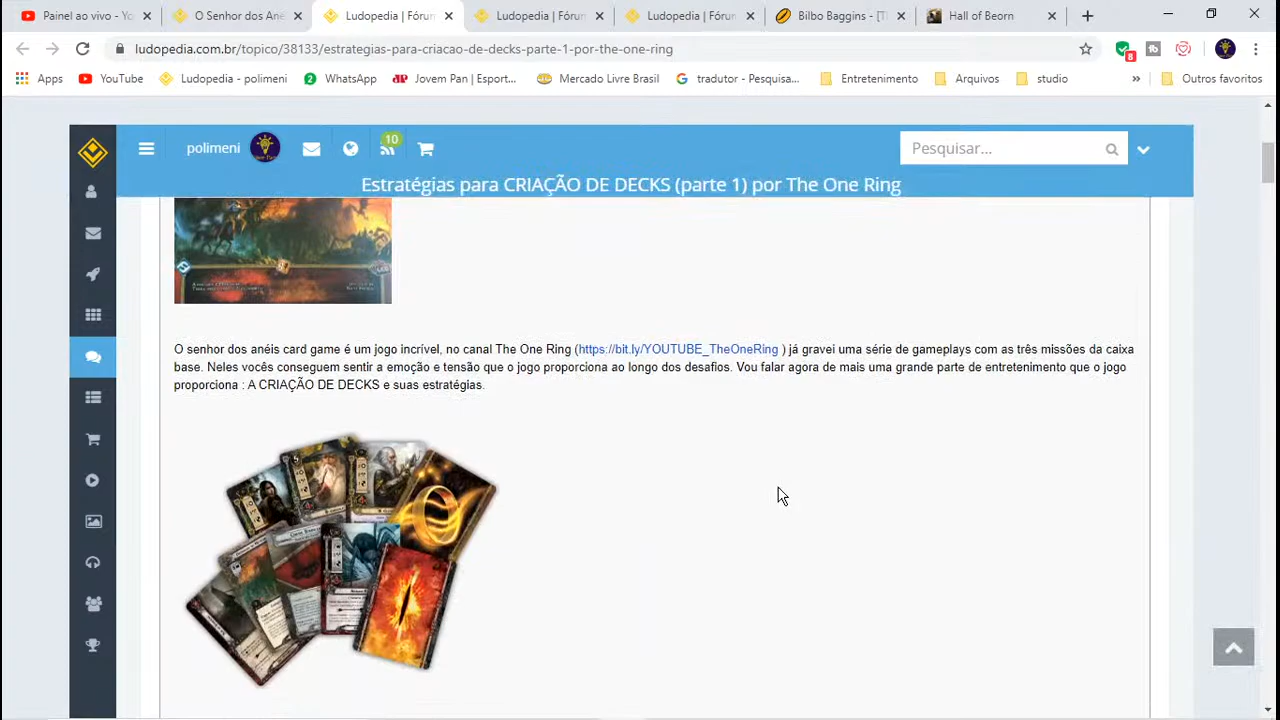 Painel ao vivo - Yo
O Senhor dos Ané
Ludopedia | Fóru
Ludopedia | Fóru
Ludopedia | Fóru
Bilbo Baggins - [T
Hall of Beorn
ludopedia.com.br/topico/38133/estrategias-para-criacao-de-decks-parte-1-por-the-one-ring
8
Apps
YouTube
Ludopedia - polimeni
2 WhatsApp
Jovem Pan | Esport...
Mercado Livre Brasil
tradutor - Pesquisa...
Entretenimento
Arquivos
studio
»
Outros favoritos
polimeni
10
Pesquisar...
Estratégias para CRIAÇÃO DE DECKS (parte 1) por The One Ring
O senhor dos anéis card game é um jogo incrível, no canal The One Ring (https://bit.ly/YOUTUBE_TheOneRing ) já gravei uma série de gameplays com as três missões da caixa
base. Neles vocês conseguem sentir a emoção e tensão que o jogo proporciona ao longo dos desafios. Vou falar agora de mais uma grande parte de entretenimento que o jogo
proporciona : A CRIAÇÃO DE DECKS e suas estratégias.